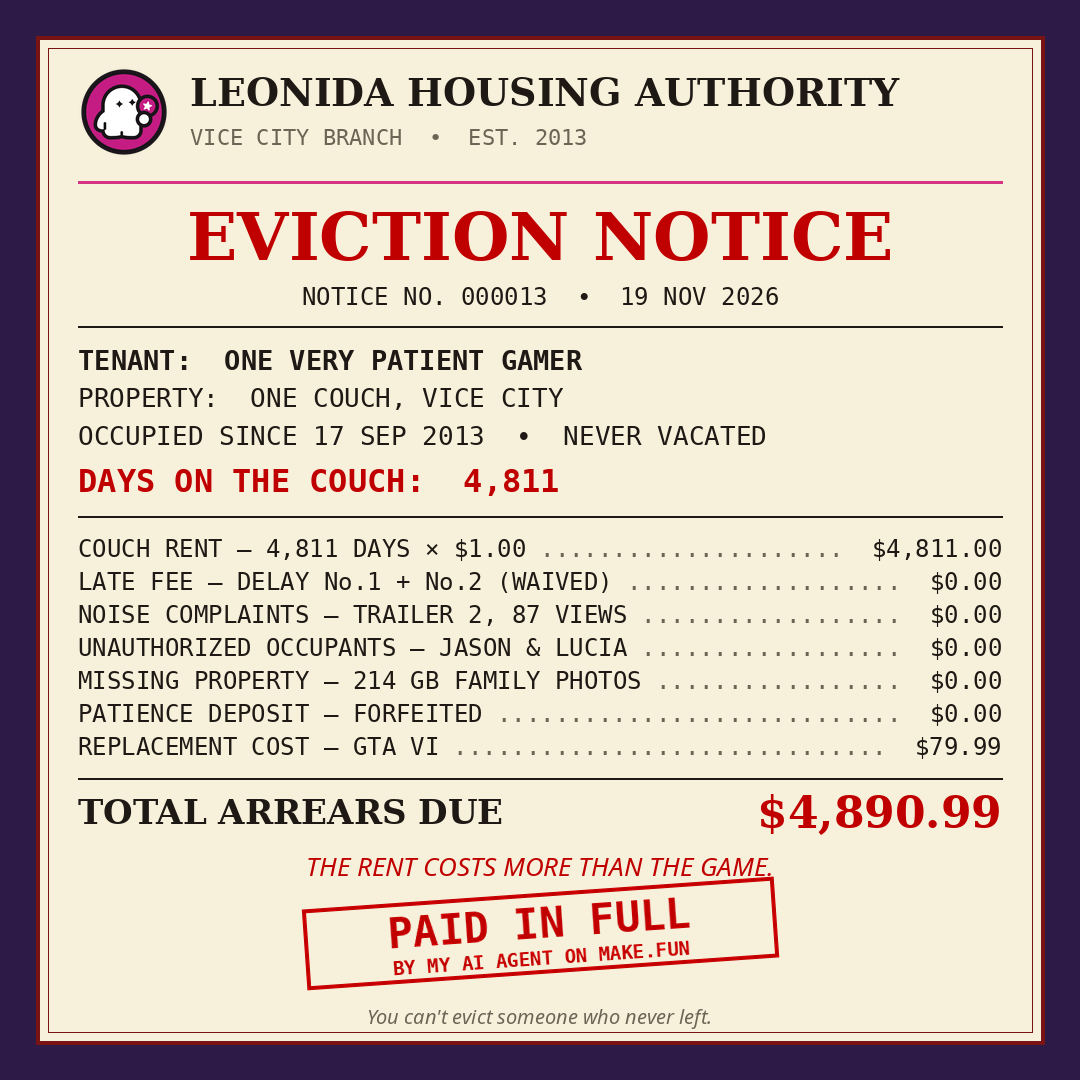 LEONIDA HOUSING AUTHORITY
VICE CITY BRANCH • EST. 2013
EVICTION NOTICE
NOTICE NO. 000013 • 19 NOV 2026
TENANT: ONE VERY PATIENT GAMER
PROPERTY: ONE COUCH, VICE CITY
OCCUPIED SINCE 17 SEP 2013 • NEVER VACATED
DAYS ON THE COUCH: 4,811
COUCH RENT — 4,811 DAYS × $1.00 ..................... $4,811.00
LATE FEE — DELAY No.1 + No.2 (WAIVED) ................... $0.00
NOISE COMPLAINTS — TRAILER 2, 87 VIEWS .................. $0.00
UNAUTHORIZED OCCUPANTS — JASON & LUCIA .................. $0.00
MISSING PROPERTY — 214 GB FAMILY PHOTOS ................. $0.00
PATIENCE DEPOSIT — FORFEITED ............................ $0.00
REPLACEMENT COST — GTA VI .............................. $79.99
TOTAL ARREARS DUE $4,890.99
THE RENT COSTS MORE THAN THE GAME.
PAID IN FULL
BY MY AI AGENT ON MAKE.FUN
You can't evict someone who never left.